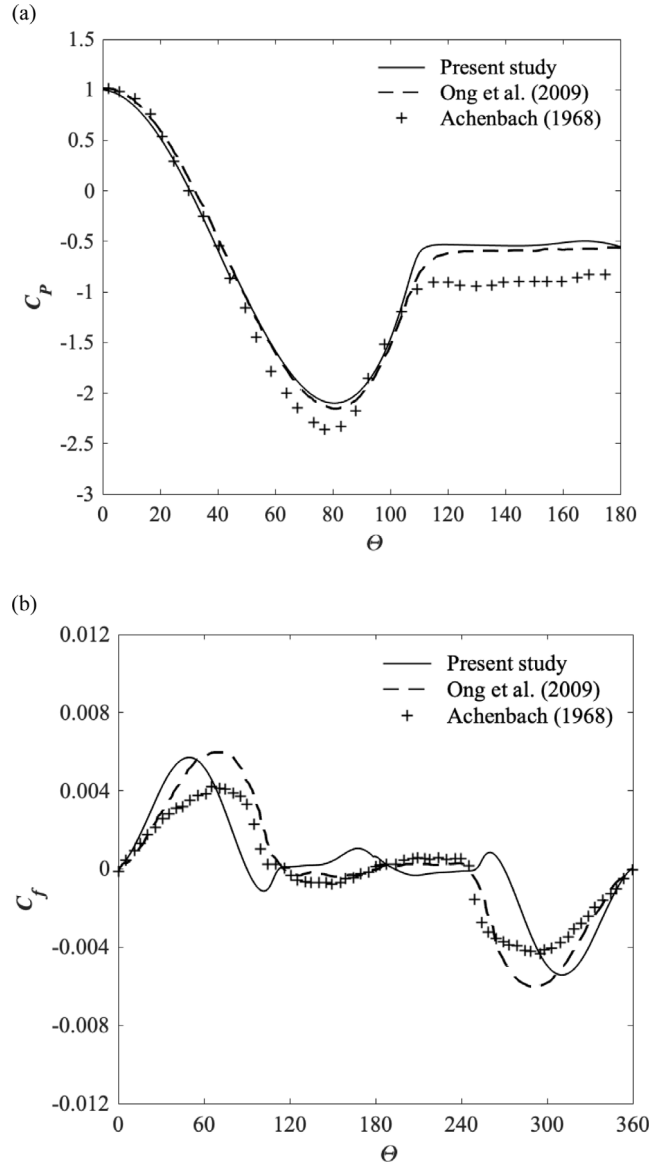 (a)
1.5
1
0.5
0
-0.5
-1
-1.5
-2
-2.5
-3
C_P
Present study
Ong et al. (2009)
Achenbach (1968)
0 20 40 60 80 100 120 140 160 180
Θ
(b)
0.012
0.008
0.004
0
-0.004
-0.008
-0.012
C_f
Present study
Ong et al. (2009)
Achenbach (1968)
0 60 120 180 240 300 360
Θ